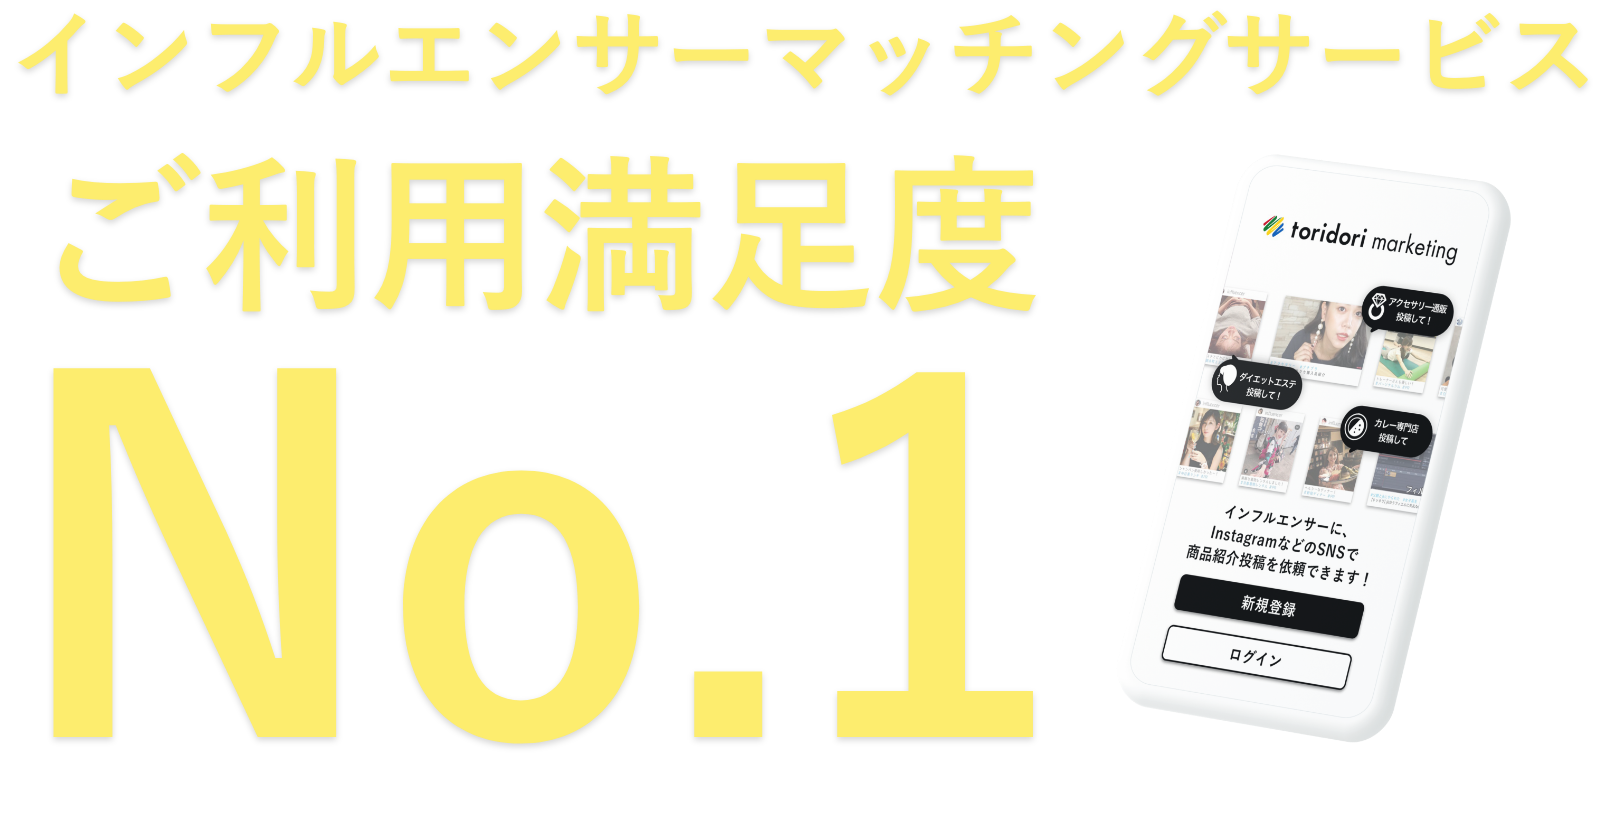 インフルエンサーマッチングサービス
ご利用満足度
No.1
toridori marketing
アクセサリー通販
投稿して！
ダイエットエステ
投稿して！
カレー専門店
投稿して
インフルエンサーに、
InstagramなどのSNSで
商品紹介投稿を依頼できます！
新規登録
ログイン